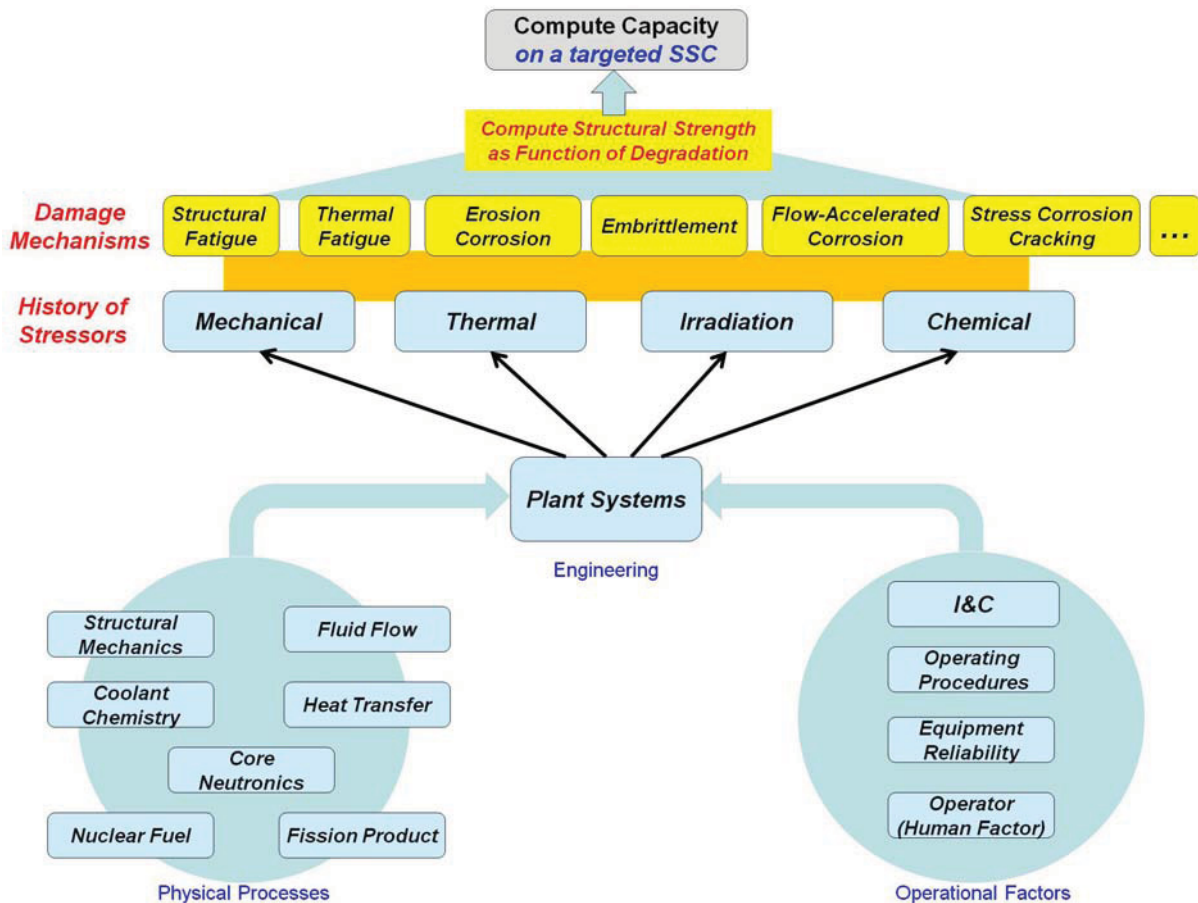 Compute Capacity
on a targeted SSC
Compute Structural Strength
as Function of Degradation
Damage
Mechanisms
Structural
Fatigue
Thermal
Fatigue
Erosion
Corrosion
Embrittlement
Flow-Accelerated
Corrosion
Stress Corrosion
Cracking
...
History of
Stressors
Mechanical
Thermal
Irradiation
Chemical
Plant Systems
Engineering
Structural
Mechanics
Fluid Flow
Coolant
Chemistry
Heat Transfer
Core
Neutronics
Nuclear Fuel
Fission Product
Physical Processes
I&C
Operating
Procedures
Equipment
Reliability
Operator
(Human Factor)
Operational Factors